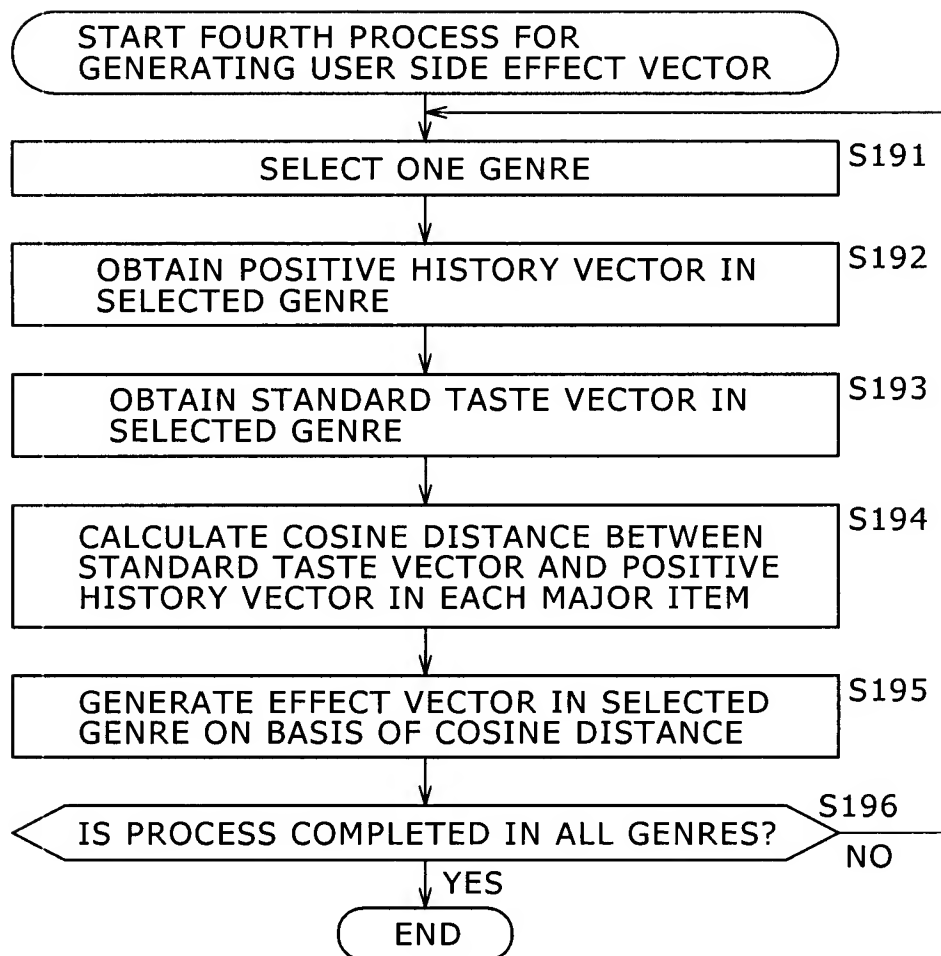 START FOURTH PROCESS FOR
GENERATING USER SIDE EFFECT VECTOR
SELECT ONE GENRE
S191
OBTAIN POSITIVE HISTORY VECTOR IN
SELECTED GENRE
S192
OBTAIN STANDARD TASTE VECTOR IN
SELECTED GENRE
S193
CALCULATE COSINE DISTANCE BETWEEN
STANDARD TASTE VECTOR AND POSITIVE
HISTORY VECTOR IN EACH MAJOR ITEM
S194
GENERATE EFFECT VECTOR IN SELECTED
GENRE ON BASIS OF COSINE DISTANCE
S195
IS PROCESS COMPLETED IN ALL GENRES?
S196
NO
YES
END